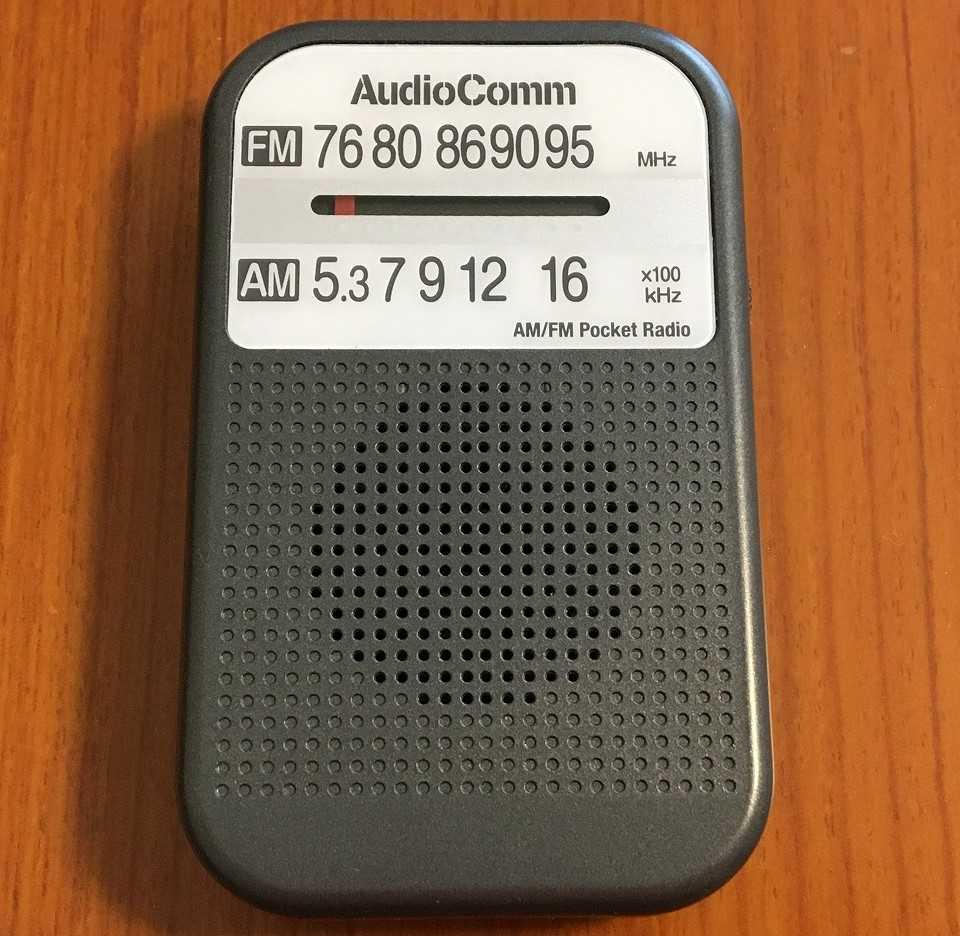 AudioComm
FM 76 80 86 90 95 MHz
AM 5.3 7 9 12 16 x100 kHz
AM/FM Pocket Radio